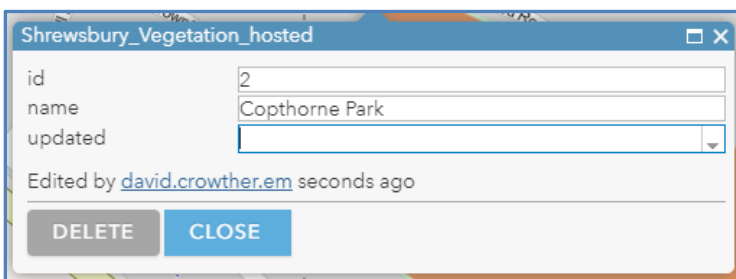 Shrewsbury_Vegetation_hosted
id 2
name Copthorne Park
updated
Edited by david.crowther.em seconds ago
DELETE CLOSE